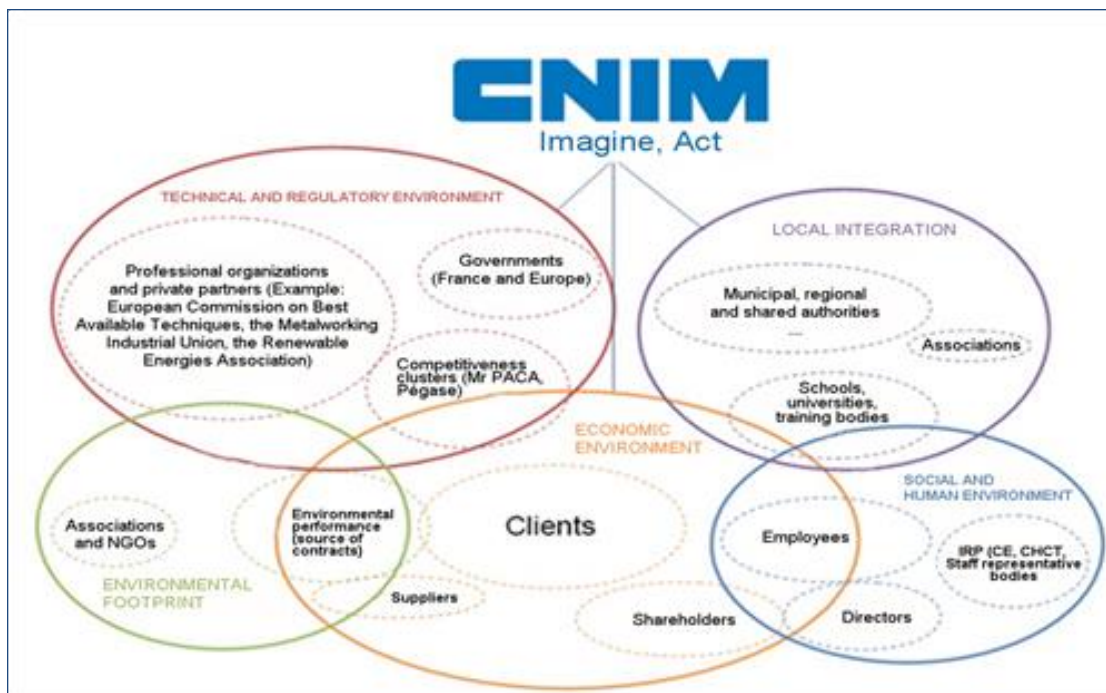 CNIM
Imagine, Act
TECHNICAL AND REGULATORY ENVIRONMENT
Professional organizations
and private partners (Example:
European Commission on Best
Available Techniques, the Metalworking
Industrial Union, the Renewable
Energies Association)
Governments
(France and Europe)
Competitiveness
clusters (Mr PACA,
Pégase)
LOCAL INTEGRATION
Municipal, regional
and shared authorities
....
Associations
Schools,
universities,
training bodies
ECONOMIC
ENVIRONMENT
Clients
Environmental
performance
(source of
contracts)
Suppliers
Shareholders
Associations
and NGOs
ENVIRONMENTAL
FOOTPRINT
SOCIAL AND
HUMAN ENVIRONMENT
Employees
IRP (CE, CHCT,
Staff representative
bodies
Directors